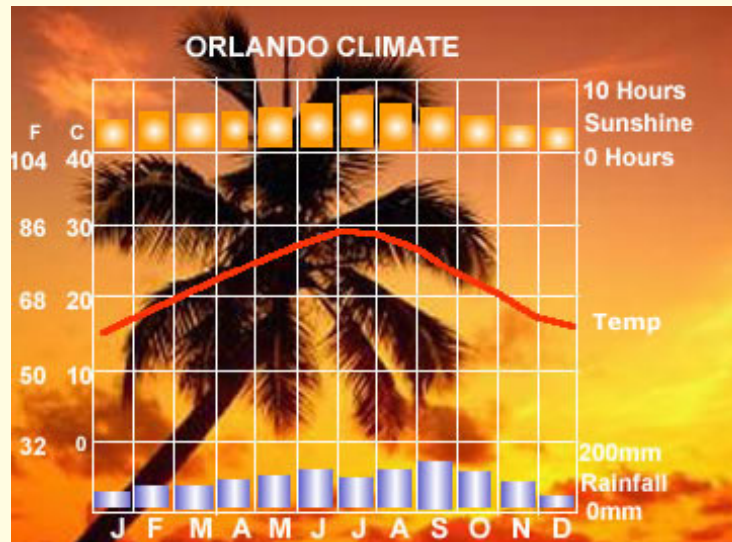 ORLANDO CLIMATE
10 Hours
F C Sunshine
104 40 0 Hours
86 30
68 20
Temp
50 10
32 0 200mm
Rainfall
0mm
J F M A M J J A S O N D